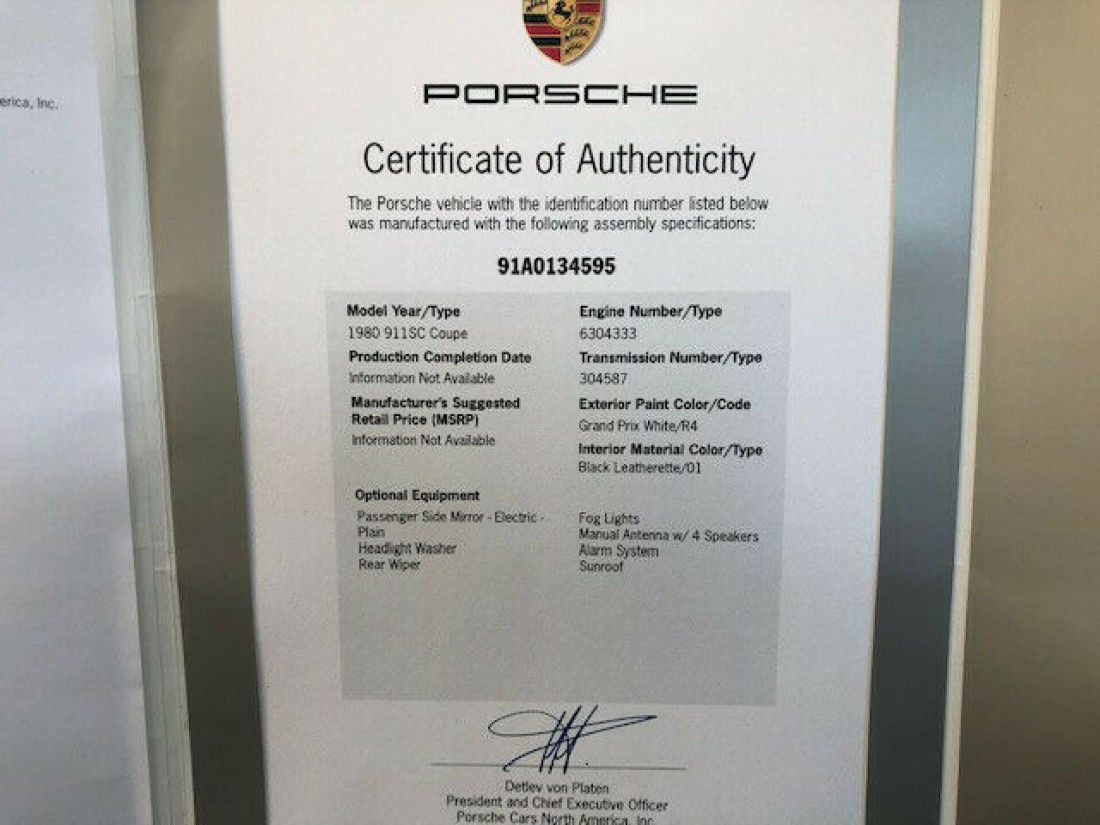 erica, Inc.
PORSCHE
Certificate of Authenticity
The Porsche vehicle with the identification number listed below
was manufactured with the following assembly specifications:
91A0134595
Model Year/Type
1980 911SC Coupe
Production Completion Date
Information Not Available
Manufacturer's Suggested
Retail Price (MSRP)
Information Not Available
Engine Number/Type
6304333
Transmission Number/Type
304587
Exterior Paint Color/Code
Grand Prix White/R4
Interior Material Color/Type
Black Leatherette/01
Optional Equipment
Passenger Side Mirror - Electric -
Plain
Headlight Washer
Rear Wiper
Fog Lights
Manual Antenna w/ 4 Speakers
Alarm System
Sunroof
Detlev von Platen
President and Chief Executive Officer
Porsche Cars North America, Inc.